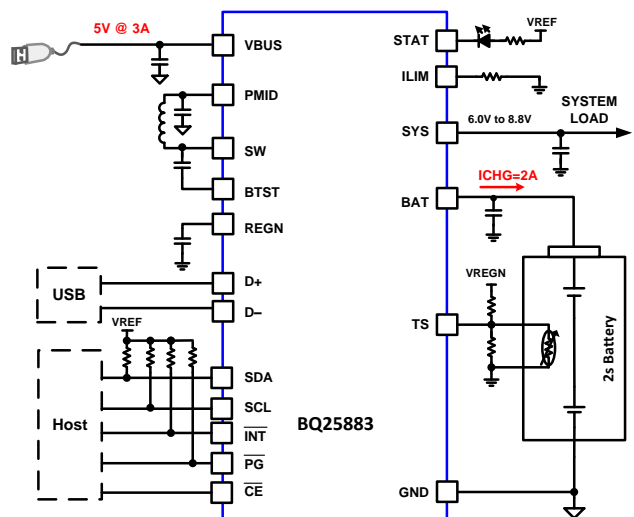 5V @ 3A
VBUS
PMID
SW
BTST
REGN
USB
D+
D–
VREF
Host
SDA
SCL
INT
PG
CE
BQ25883
STAT
VREF
ILIM
SYS
6.0V to 8.8V
SYSTEM
LOAD
BAT
ICHG=2A
VREGN
TS
2s Battery
GND